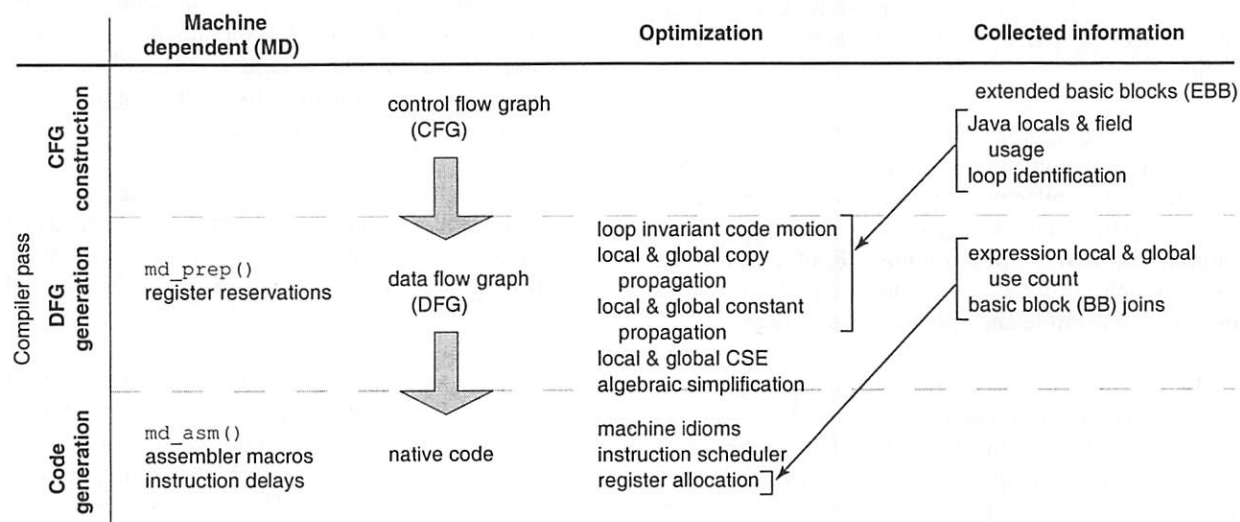 Machine
dependent (MD)
Optimization
Collected information
Compiler pass
CFG
construction
control flow graph
(CFG)
extended basic blocks (EBB)
Java locals & field
usage
loop identification
DFG
generation
md_prep()
register reservations
data flow graph
(DFG)
loop invariant code motion
local & global copy
propagation
local & global constant
propagation
local & global CSE
algebraic simplification
expression local & global
use count
basic block (BB) joins
Code
generation
md_asm()
assembler macros
instruction delays
native code
machine idioms
instruction scheduler
register allocation